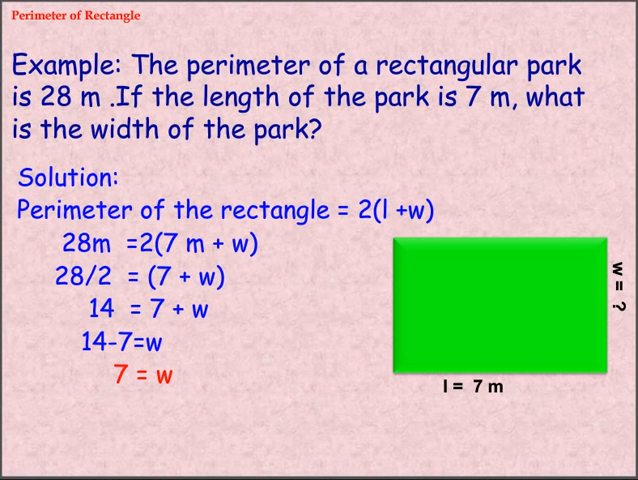 Perimeter of Rectangle
Example: The perimeter of a rectangular park
is 28 m .If the length of the park is 7 m, what
is the width of the park?
Solution:
Perimeter of the rectangle = 2(l +w)
28m =2(7 m + w)
28/2 = (7 + w)
14 = 7 + w
14-7=w
7 = w
w = ?
l = 7 m